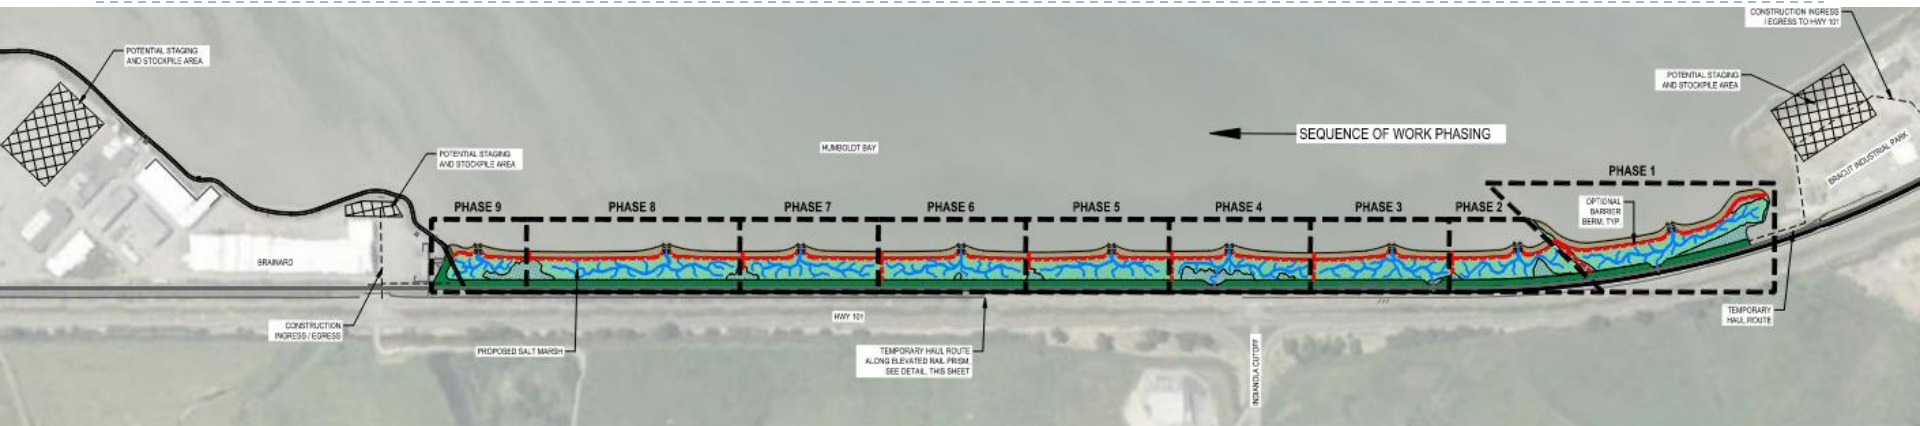 CONSTRUCTION INGRESS
/ EGRESS TO HWY 101
POTENTIAL STAGING
AND STOCKPILE AREA
POTENTIAL STAGING
AND STOCKPILE AREA
SEQUENCE OF WORK PHASING
HUMBOLDT BAY
POTENTIAL STAGING
AND STOCKPILE AREA
BRACUT INDUSTRIAL PARK
PHASE 1
PHASE 9
PHASE 8
PHASE 7
PHASE 6
PHASE 5
PHASE 4
PHASE 3
PHASE 2
OPTIONAL
BARRIER
BERM, TYP.
BRAINARD
CONSTRUCTION
INGRESS / EGRESS
HWY 101
TEMPORARY
HAUL ROUTE
PROPOSED SALT MARSH
TEMPORARY HAUL ROUTE
ALONG ELEVATED RAIL PRISM,
SEE DETAIL, THIS SHEET
INDIANOLA CUTOFF